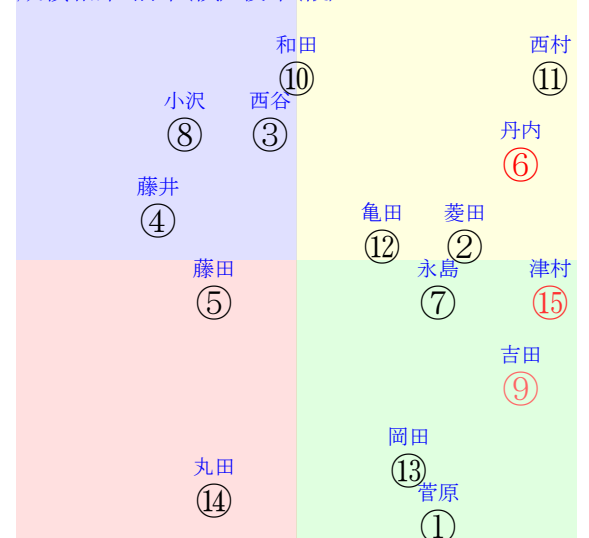 和田
西村
⑩
⑪
小沢
西谷
⑧
③
丹内
⑥
藤井
④
亀田
菱田
⑫
②
藤田
永島
津村
⑤
⑦
⑮
吉田
⑨
岡田
⑬
丸田
⑭
菅原
①